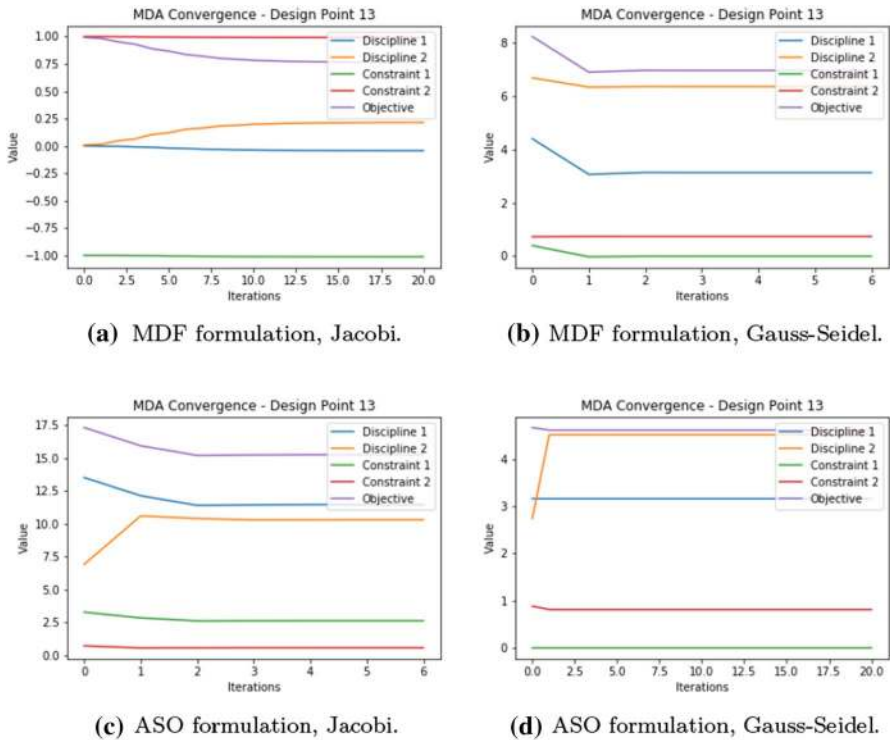 MDA Convergence - Design Point 13
1.00
0.75
0.50
0.25
0.00
−0.25
−0.50
−0.75
−1.00
Value
Discipline 1
Discipline 2
Constraint 1
Constraint 2
Objective
0.0 2.5 5.0 7.5 10.0 12.5 15.0 17.5 20.0
Iterations
(a) MDF formulation, Jacobi.
MDA Convergence - Design Point 13
8
6
4
2
0
Value
Discipline 1
Discipline 2
Constraint 1
Constraint 2
Objective
0 1 2 3 4 5 6
Iterations
(b) MDF formulation, Gauss-Seidel.
MDA Convergence - Design Point 13
17.5
15.0
12.5
10.0
7.5
5.0
2.5
0.0
Value
Discipline 1
Discipline 2
Constraint 1
Constraint 2
Objective
0 1 2 3 4 5 6
Iterations
(c) ASO formulation, Jacobi.
MDA Convergence - Design Point 13
4
3
2
1
0
Value
Discipline 1
Discipline 2
Constraint 1
Constraint 2
Objective
0.0 2.5 5.0 7.5 10.0 12.5 15.0 17.5 20.0
Iterations
(d) ASO formulation, Gauss-Seidel.